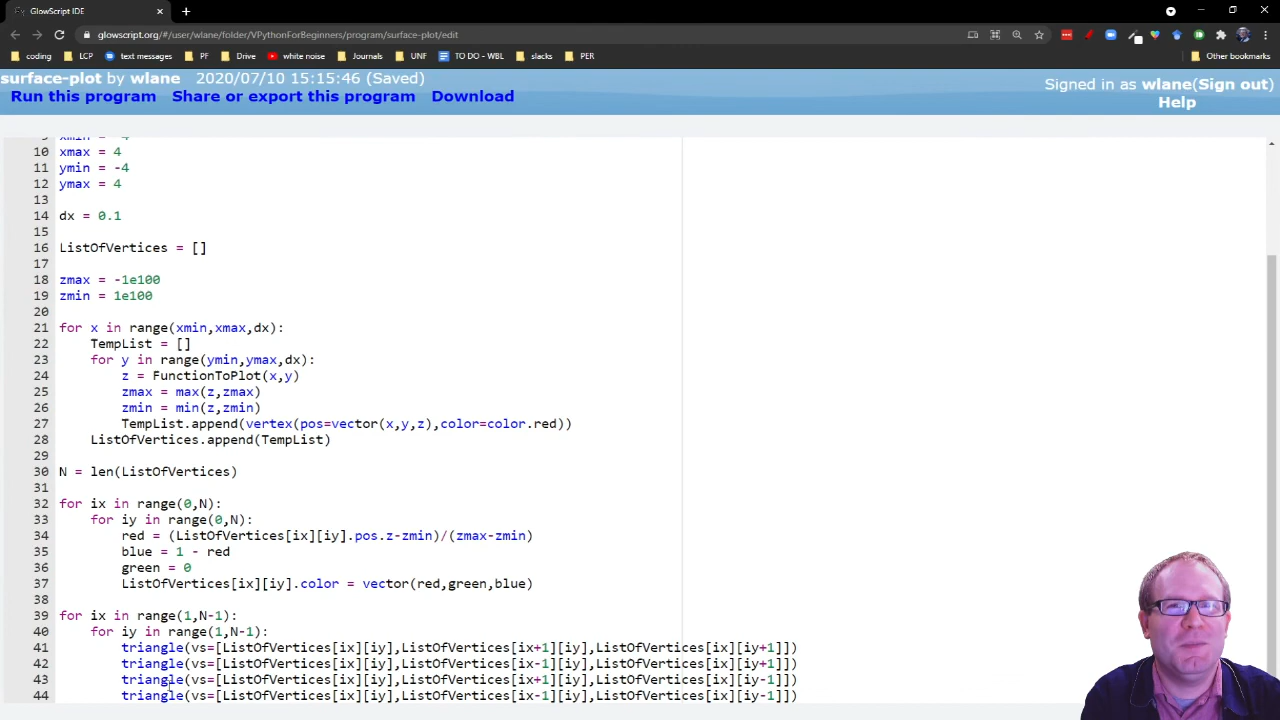 GlowScript IDE
glowscript.org/#/user/wlane/folder/VPythonForBeginners/program/surface-plot/edit
coding LCP text messages PF Drive white noise Journals UNF TO DO - WBL slacks PER Other bookmarks
surface-plot by wlane 2020/07/10 15:15:46 (Saved) Signed in as wlane(Sign out)
Run this program Share or export this program Download Help
10 xmax = 4
11 ymin = -4
12 ymax = 4
13
14 dx = 0.1
15
16 ListOfVertices = []
17
18 zmax = -1e100
19 zmin = 1e100
20
21 for x in range(xmin,xmax,dx):
22 TempList = []
23 for y in range(ymin,ymax,dx):
24 z = FunctionToPlot(x,y)
25 zmax = max(z,zmax)
26 zmin = min(z,zmin)
27 TempList.append(vertex(pos=vector(x,y,z),color=color.red))
28 ListOfVertices.append(TempList)
29
30 N = len(ListOfVertices)
31
32 for ix in range(0,N):
33 for iy in range(0,N):
34 red = (ListOfVertices[ix][iy].pos.z-zmin)/(zmax-zmin)
35 blue = 1 - red
36 green = 0
37 ListOfVertices[ix][iy].color = vector(red,green,blue)
38
39 for ix in range(1,N-1):
40 for iy in range(1,N-1):
41 triangle(vs=[ListOfVertices[ix][iy],ListOfVertices[ix+1][iy],ListOfVertices[ix][iy+1]])
42 triangle(vs=[ListOfVertices[ix][iy],ListOfVertices[ix-1][iy],ListOfVertices[ix][iy+1]])
43 triangle(vs=[ListOfVertices[ix][iy],ListOfVertices[ix+1][iy],ListOfVertices[ix][iy-1]])
44 triangle(vs=[ListOfVertices[ix][iy],ListOfVertices[ix-1][iy],ListOfVertices[ix][iy-1]])